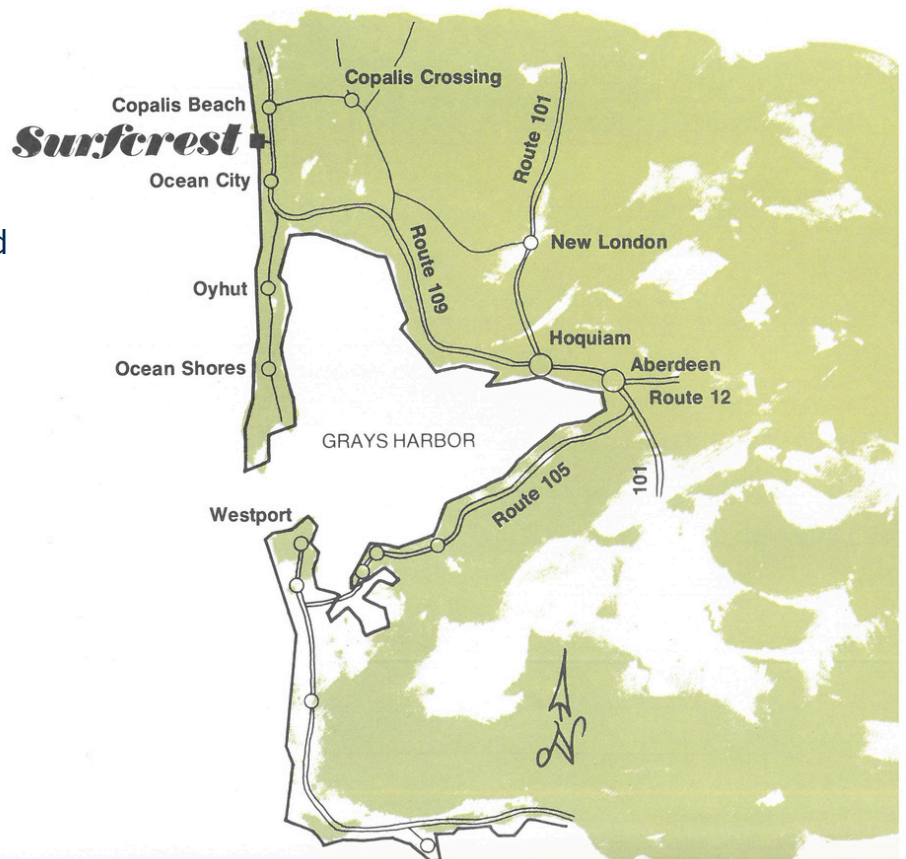 Copalis Crossing
Copalis Beach
Surfcrest
Ocean City
Route 101
New London
Route 109
Oyhut
Hoquiam
Ocean Shores
Aberdeen
Route 12
GRAYS HARBOR
101
Route 105
Westport
N
d